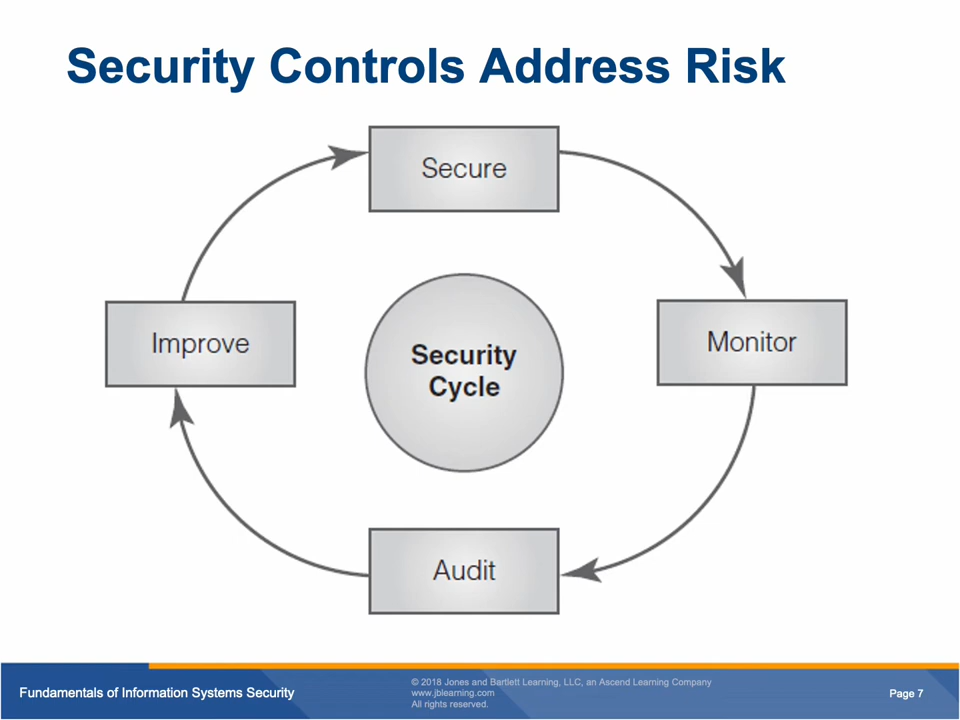 Security Controls Address Risk
Secure
Improve
Security
Cycle
Monitor
Audit
Fundamentals of Information Systems Security
© 2018 Jones and Bartlett Learning, LLC, an Ascend Learning Company
www.jblearning.com
All rights reserved.
Page 7